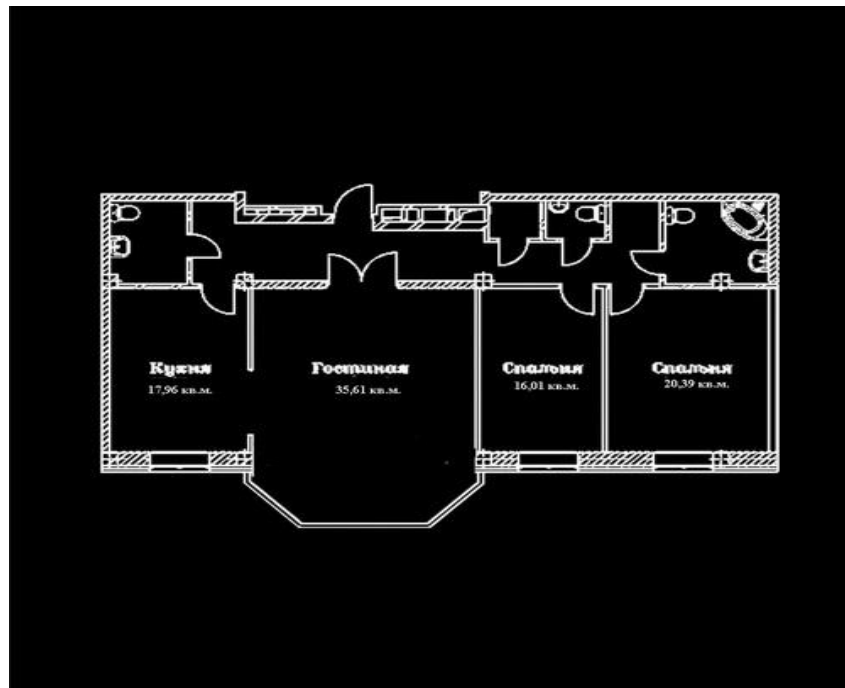 Кухня
17,96 кв.м.
Гостиная
35,61 кв.м.
Спальня
16,01 кв.м.
Спальня
20,39 кв.м.